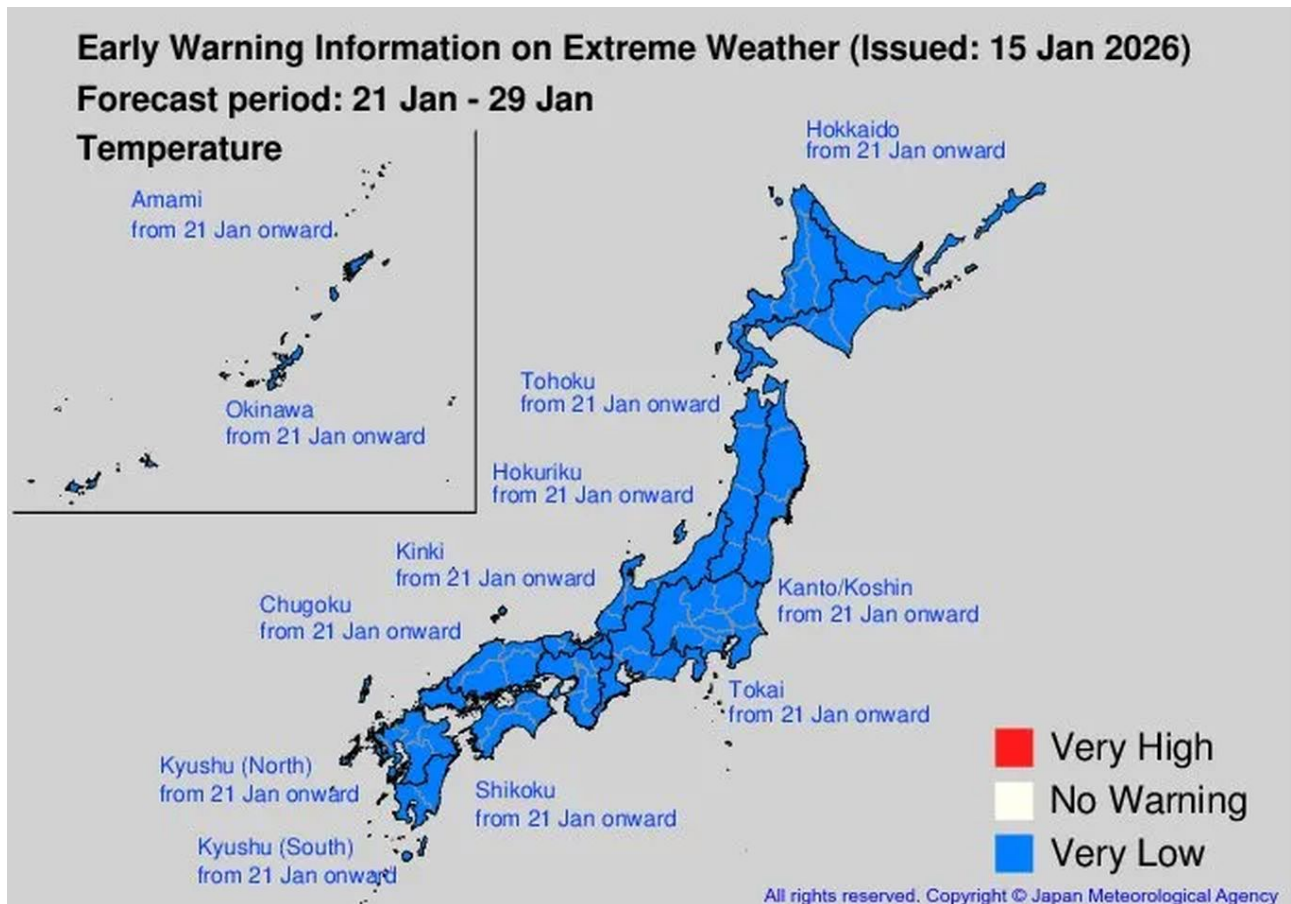 Early Warning Information on Extreme Weather (Issued: 15 Jan 2026)
Forecast period: 21 Jan - 29 Jan
Temperature
Hokkaido
from 21 Jan onward
Amami
from 21 Jan onward
Tohoku
from 21 Jan onward
Okinawa
from 21 Jan onward
Hokuriku
from 21 Jan onward
Kinki
from 21 Jan onward
Kanto/Koshin
from 21 Jan onward
Chugoku
from 21 Jan onward
Tokai
from 21 Jan onward
Kyushu (North)
from 21 Jan onward
Shikoku
from 21 Jan onward
Kyushu (South)
from 21 Jan onward
Very High
No Warning
Very Low
All rights reserved. Copyright © Japan Meteorological Agency